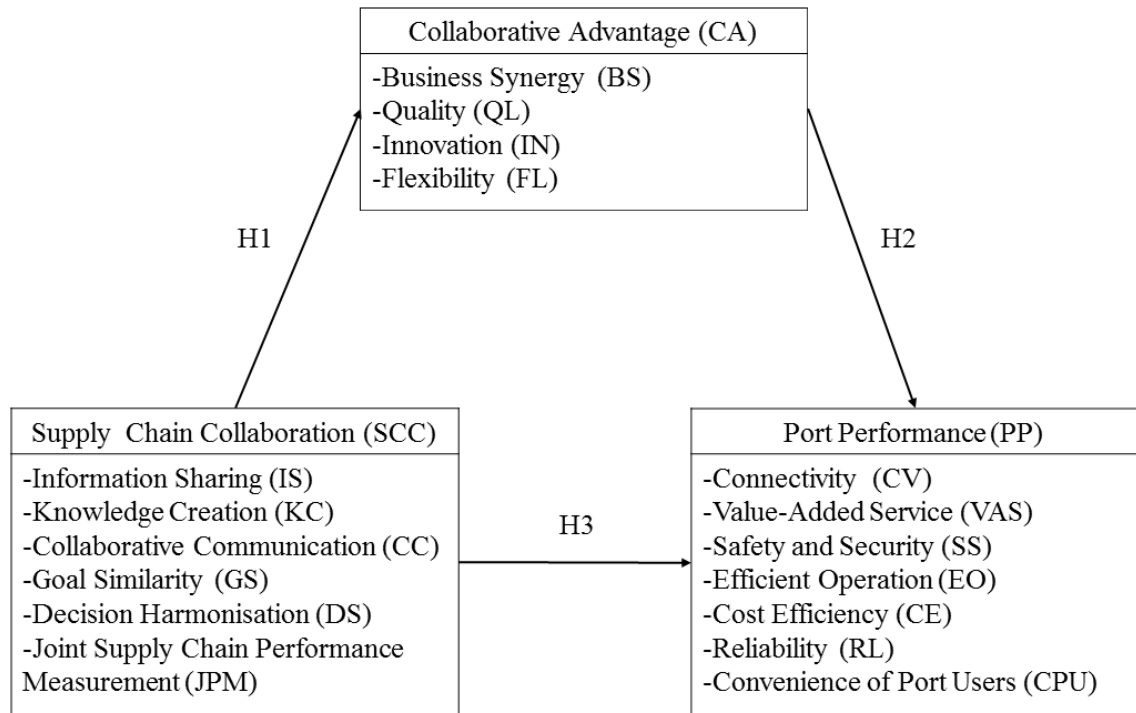 Collaborative Advantage (CA)
-Business Synergy (BS)
-Quality (QL)
-Innovation (IN)
-Flexibility (FL)
H1
H2
Supply Chain Collaboration (SCC)
-Information Sharing (IS)
-Knowledge Creation (KC)
-Collaborative Communication (CC)
-Goal Similarity (GS)
-Decision Harmonisation (DS)
-Joint Supply Chain Performance
Measurement (JPM)
H3
Port Performance (PP)
-Connectivity (CV)
-Value-Added Service (VAS)
-Safety and Security (SS)
-Efficient Operation (EO)
-Cost Efficiency (CE)
-Reliability (RL)
-Convenience of Port Users (CPU)